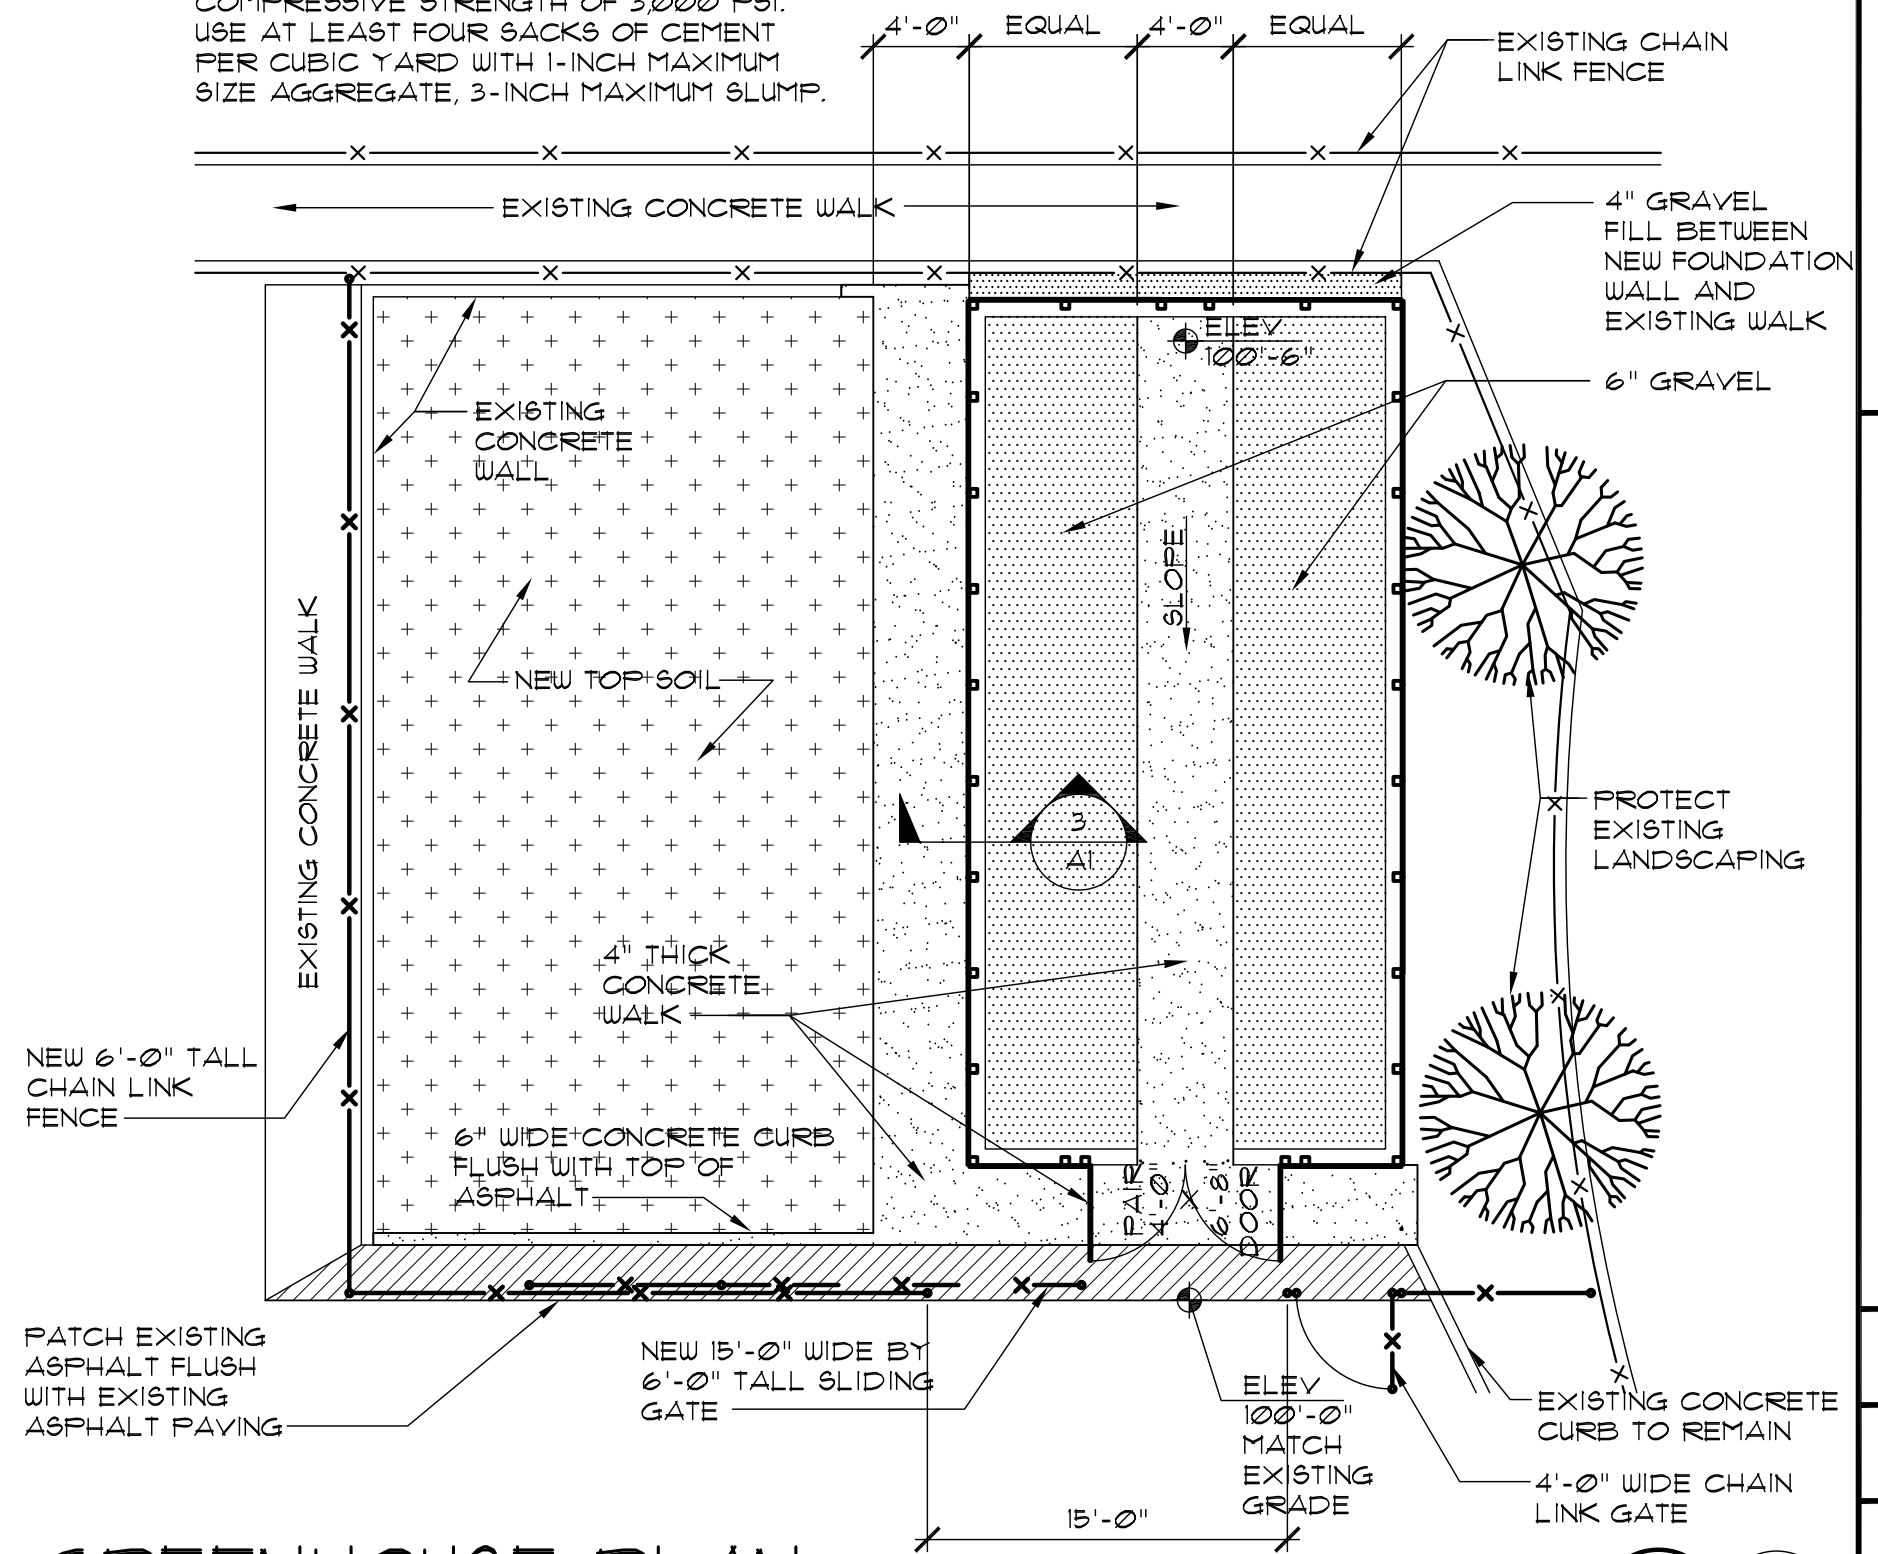 COMPRESSIVE STRENGTH OF 3,000 PSI.
USE AT LEAST FOUR SACKS OF CEMENT
PER CUBIC YARD WITH 1-INCH MAXIMUM
SIZE AGGREGATE, 3-INCH MAXIMUM SLUMP.
4'-0" EQUAL 4'-0" EQUAL
EXISTING CHAIN
LINK FENCE
EXISTING CONCRETE WALK
4" GRAVEL
FILL BETWEEN
NEW FOUNDATION
WALL AND
EXISTING WALK
ELEV
100'-6"
6" GRAVEL
EXISTING
CONCRETE
WALL
SLOPE
EXISTING CONCRETE WALK
NEW TOP SOIL
3
A1
PROTECT
EXISTING
LANDSCAPING
4" THICK
CONCRETE
WALK
NEW 6'-0" TALL
CHAIN LINK
FENCE
6" WIDE CONCRETE CURB
FLUSH WITH TOP OF
ASPHALT
PAIR
4'-0"
X
6'-8"
DOOR
PATCH EXISTING
ASPHALT FLUSH
WITH EXISTING
ASPHALT PAVING
NEW 15'-0" WIDE BY
6'-0" TALL SLIDING
GATE
ELEV
100'-0"
MATCH
EXISTING
GRADE
EXISTING CONCRETE
CURB TO REMAIN
4'-0" WIDE CHAIN
LINK GATE
15'-0"
GREENHOUSE PLAN